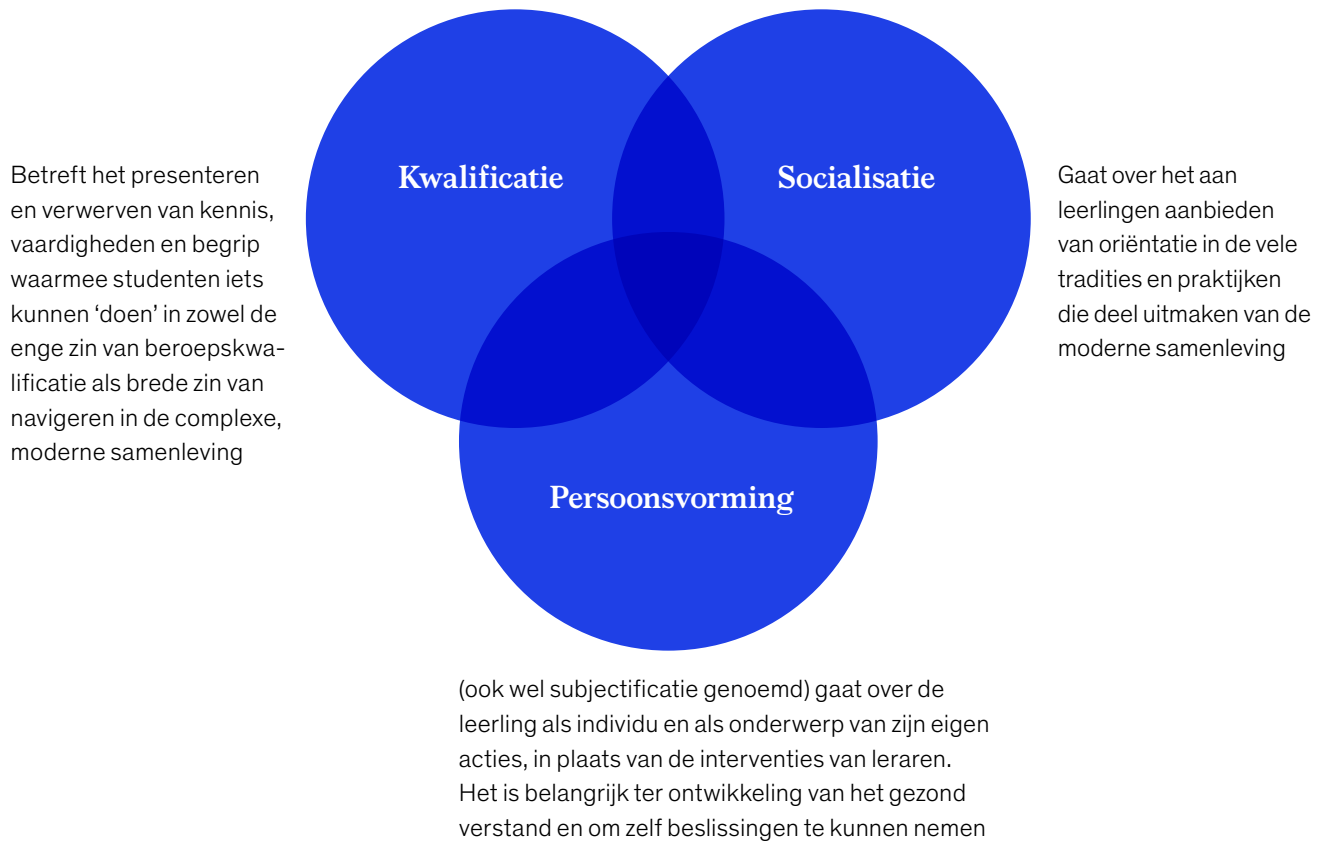 Kwalificatie
Betreft het presenteren
en verwerven van kennis,
vaardigheden en begrip
waarmee studenten iets
kunnen ‘doen’ in zowel de
enge zin van beroepskwa-
lificatie als brede zin van
navigeren in de complexe,
moderne samenleving
Socialisatie
Gaat over het aan
leerlingen aanbieden
van oriëntatie in de vele
tradities en praktijken
die deel uitmaken van de
moderne samenleving
Persoonsvorming
(ook wel subjectificatie genoemd) gaat over de
leerling als individu en als onderwerp van zijn eigen
acties, in plaats van de interventies van leraren.
Het is belangrijk ter ontwikkeling van het gezond
verstand en om zelf beslissingen te kunnen nemen